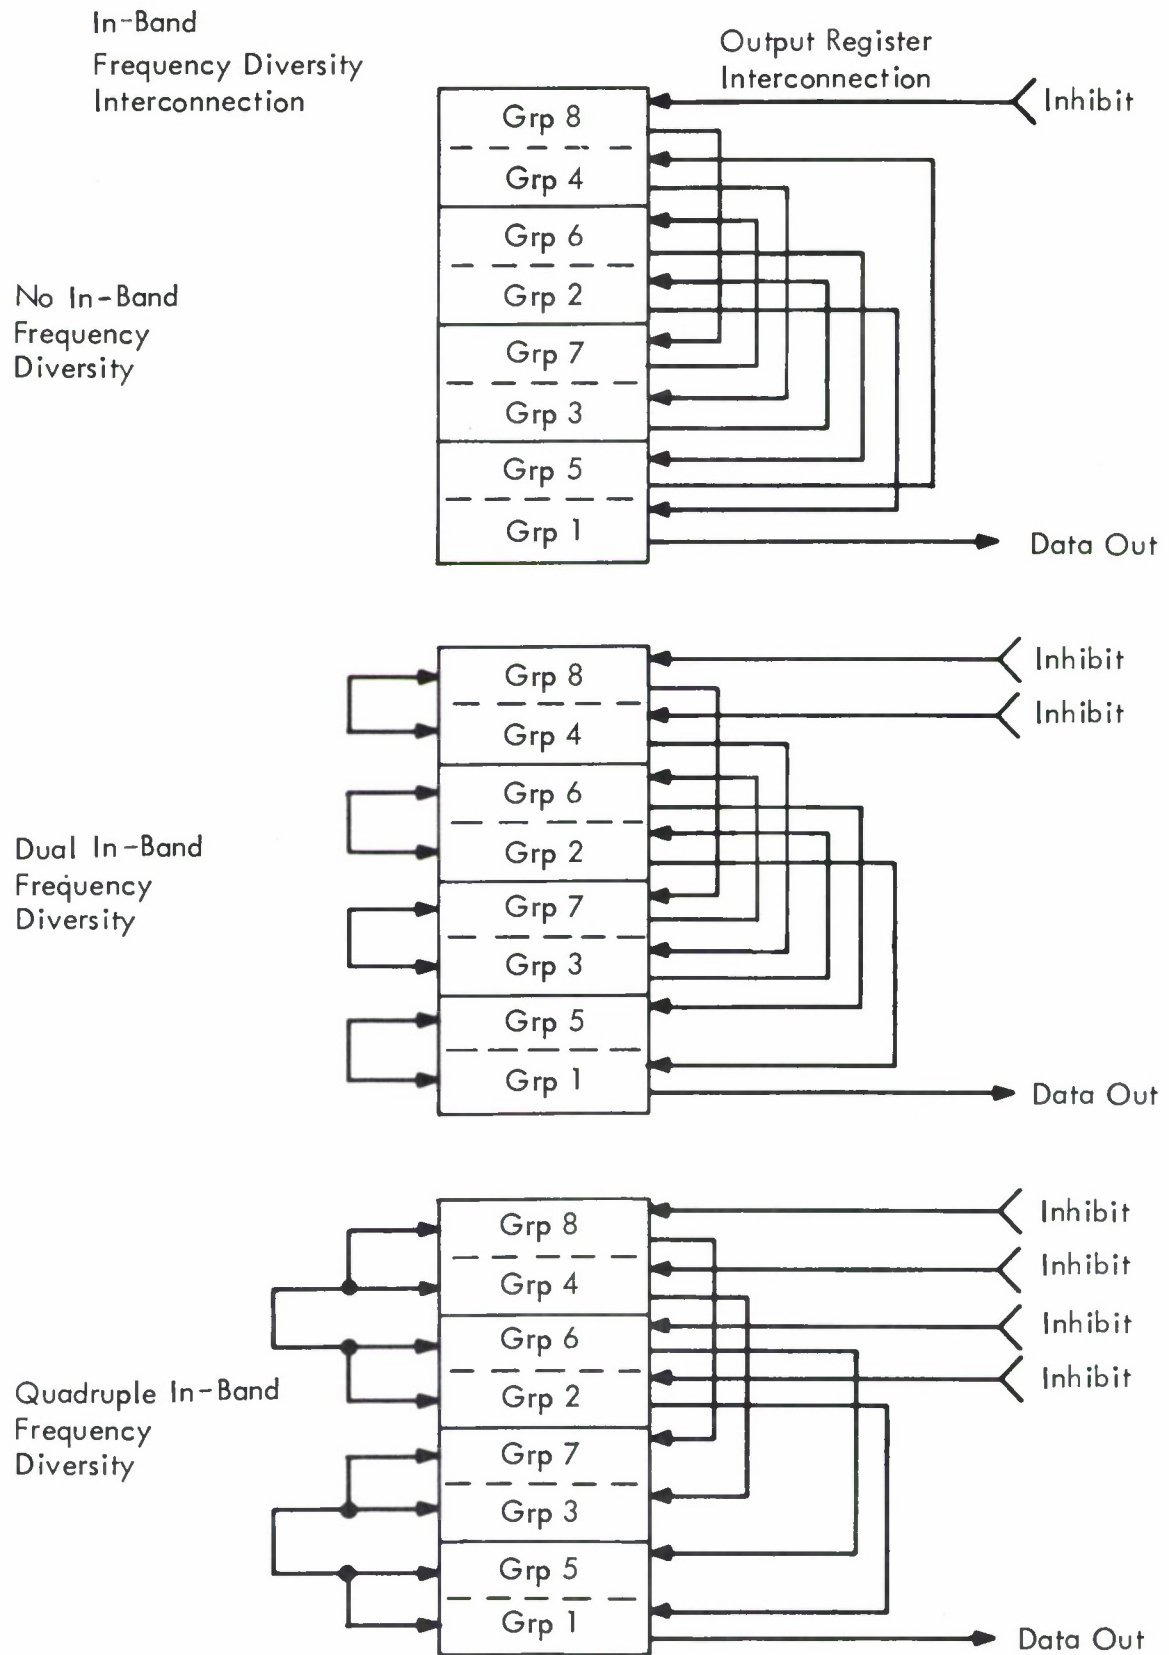 In-Band
Frequency Diversity
Interconnection
Output Register
Interconnection
Inhibit
Grp 8
Grp 4
Grp 6
Grp 2
Grp 7
Grp 3
Grp 5
Grp 1
No In-Band
Frequency
Diversity
Data Out
Inhibit
Inhibit
Grp 8
Grp 4
Grp 6
Grp 2
Grp 7
Grp 3
Grp 5
Grp 1
Dual In-Band
Frequency
Diversity
Data Out
Inhibit
Inhibit
Inhibit
Inhibit
Grp 8
Grp 4
Grp 6
Grp 2
Grp 7
Grp 3
Grp 5
Grp 1
Quadruple In-Band
Frequency
Diversity
Data Out